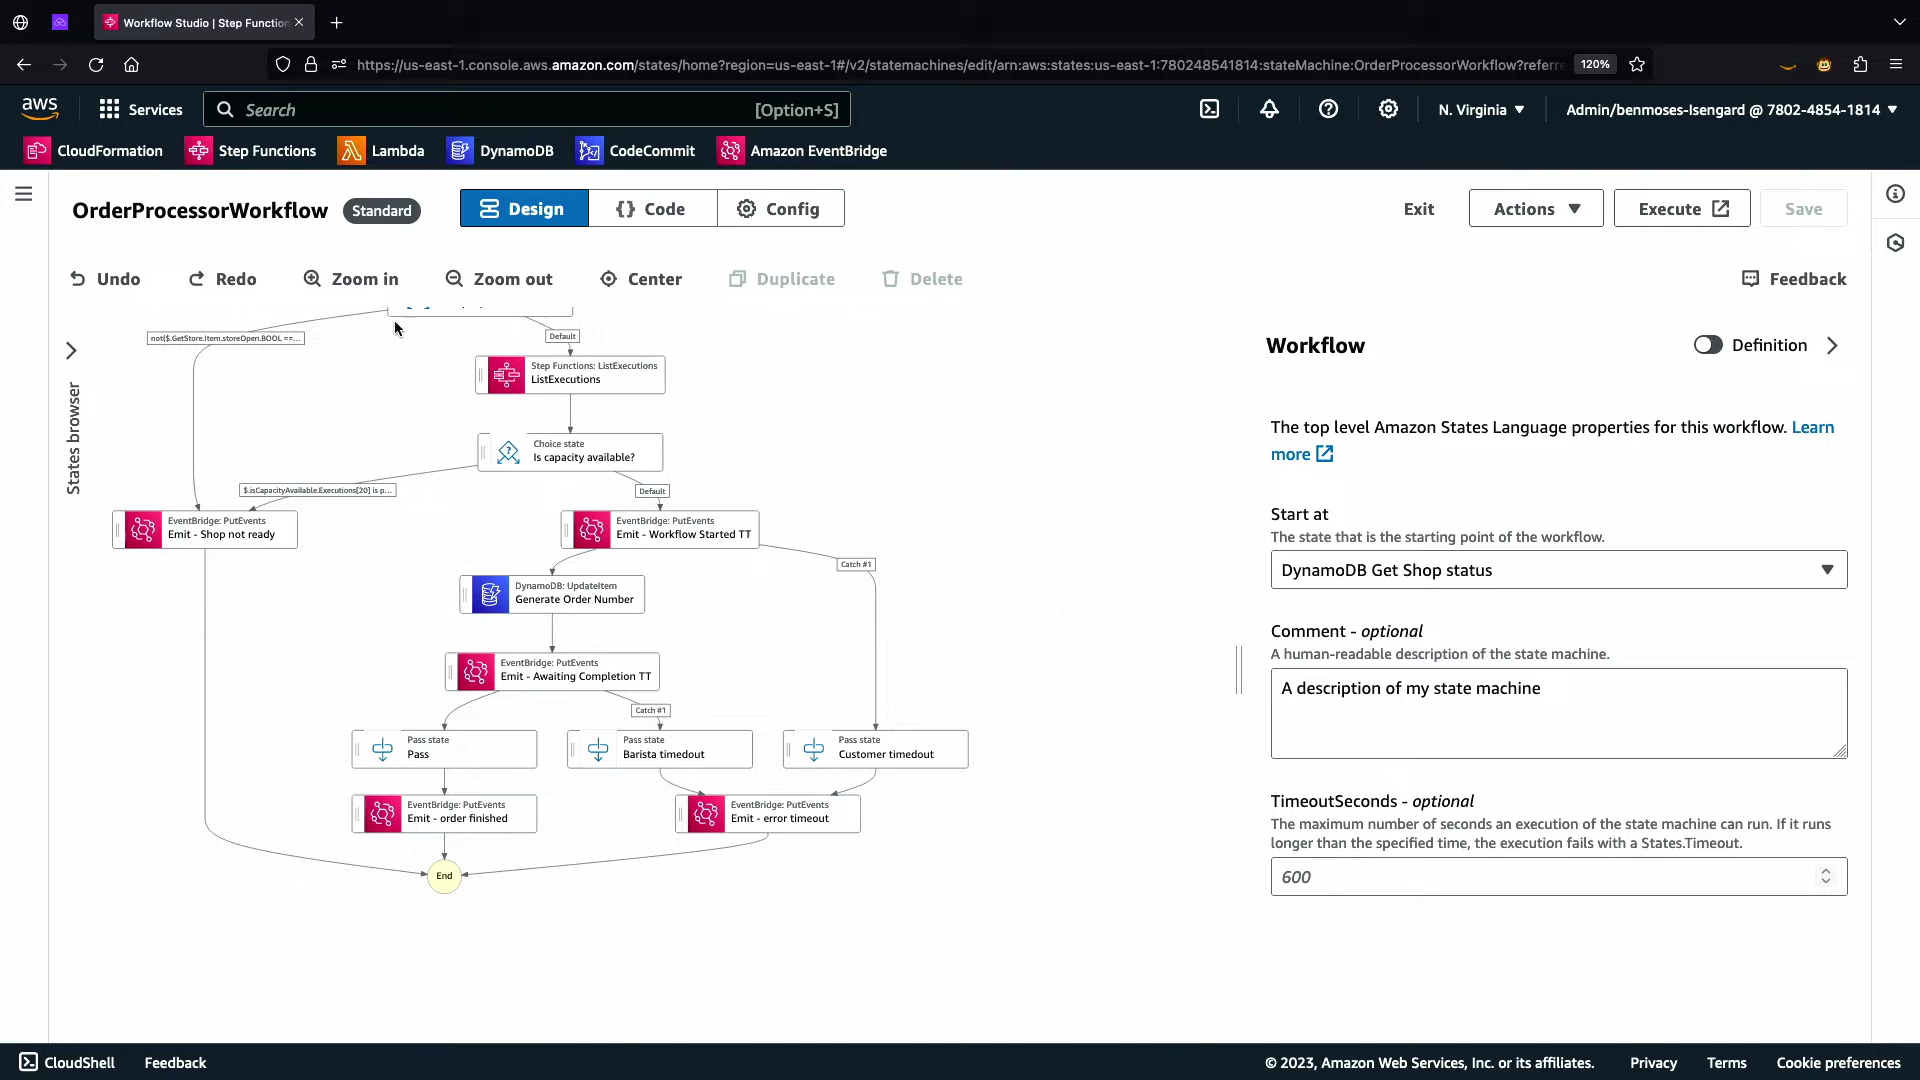 Workflow Studio | Step Function
https://us-east-1.console.aws.amazon.com/states/home?region=us-east-1#/v2/statemachines/edit/arn:aws:states:us-east-1:780248541814:stateMachine:OrderProcessorWorkflow?referre
120%
aws
Services
Search
[Option+S]
N. Virginia
Admin/benmoses-Isengard @ 7802-4854-1814
CloudFormation
Step Functions
Lambda
DynamoDB
CodeCommit
Amazon EventBridge
OrderProcessorWorkflow
Standard
Design
{} Code
Config
Exit
Actions
Execute
Save
Undo
Redo
Zoom in
Zoom out
Center
Duplicate
Delete
Feedback
States browser
not($.GetStore.Item.storeOpen.BOOL ==...
Default
Step Functions: ListExecutions
ListExecutions
Choice state
Is capacity available?
$.isCapacityAvailable.Executions[20] is p...
Default
EventBridge: PutEvents
Emit - Shop not ready
EventBridge: PutEvents
Emit - Workflow Started TT
Catch #1
DynamoDB: UpdateItem
Generate Order Number
EventBridge: PutEvents
Emit - Awaiting Completion TT
Catch #1
Pass state
Pass
Pass state
Barista timedout
Pass state
Customer timedout
EventBridge: PutEvents
Emit - order finished
EventBridge: PutEvents
Emit - error timeout
End
Workflow
Definition
The top level Amazon States Language properties for this workflow. Learn
more
Start at
The state that is the starting point of the workflow.
DynamoDB Get Shop status
Comment - optional
A human-readable description of the state machine.
A description of my state machine
TimeoutSeconds - optional
The maximum number of seconds an execution of the state machine can run. If it runs
longer than the specified time, the execution fails with a States.Timeout.
600
CloudShell
Feedback
© 2023, Amazon Web Services, Inc. or its affiliates.
Privacy
Terms
Cookie preferences